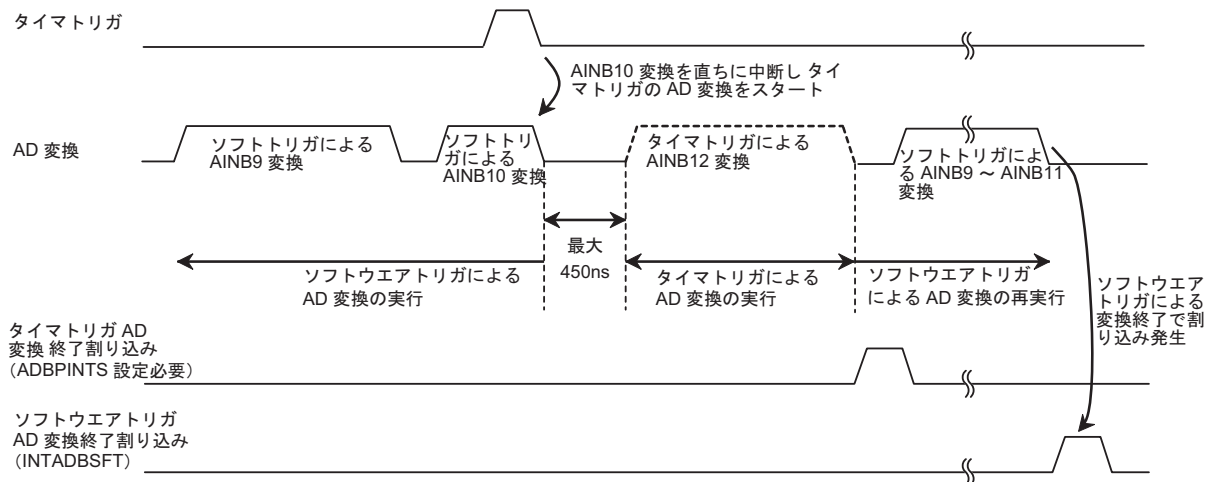 タイマトリガ
AINB10 変換を直ちに中断し タイ
マトリガの AD 変換をスタート
AD 変換
ソフトトリガによる
AINB9 変換
ソフトトリ
ガによる
AINB10 変換
タイマトリガによる
AINB12 変換
ソフトトリガによ
る AINB9 ~ AINB11
変換
最大
450ns
ソフトウエアトリガによる
AD 変換の実行
タイマトリガによる
AD 変換の実行
ソフトウエアトリガ
による AD 変換の再実行
ソフトウエア
トリガによる
変換終了で割
り込み発生
タイマトリガ AD
変換 終了割り込み
（ADBPINTS 設定必要）
ソフトウエアトリガ
AD 変換終了割り込み
（INTADBSFT）